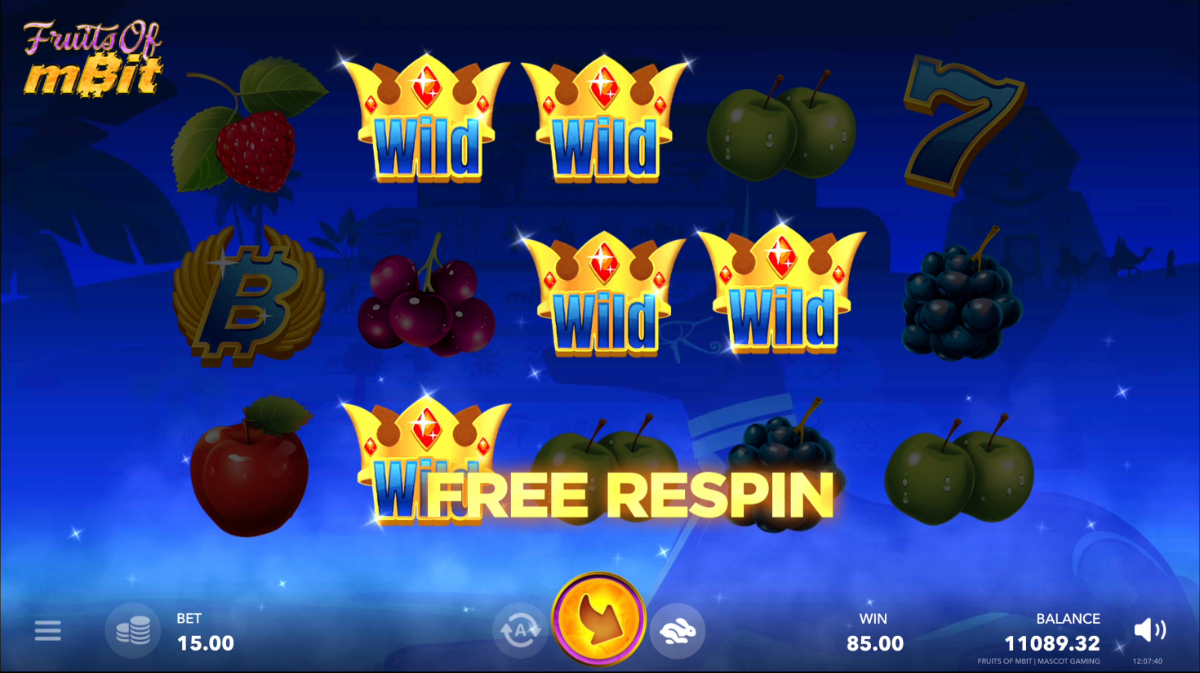 Fruits Of
mBit
Wild
Wild
7
B
Wild
Wild
Wild
FREE RESPIN
BET
15.00
A
WIN
85.00
BALANCE
11089.32
FRUITS OF MBIT | MASCOT GAMING
12:07:40